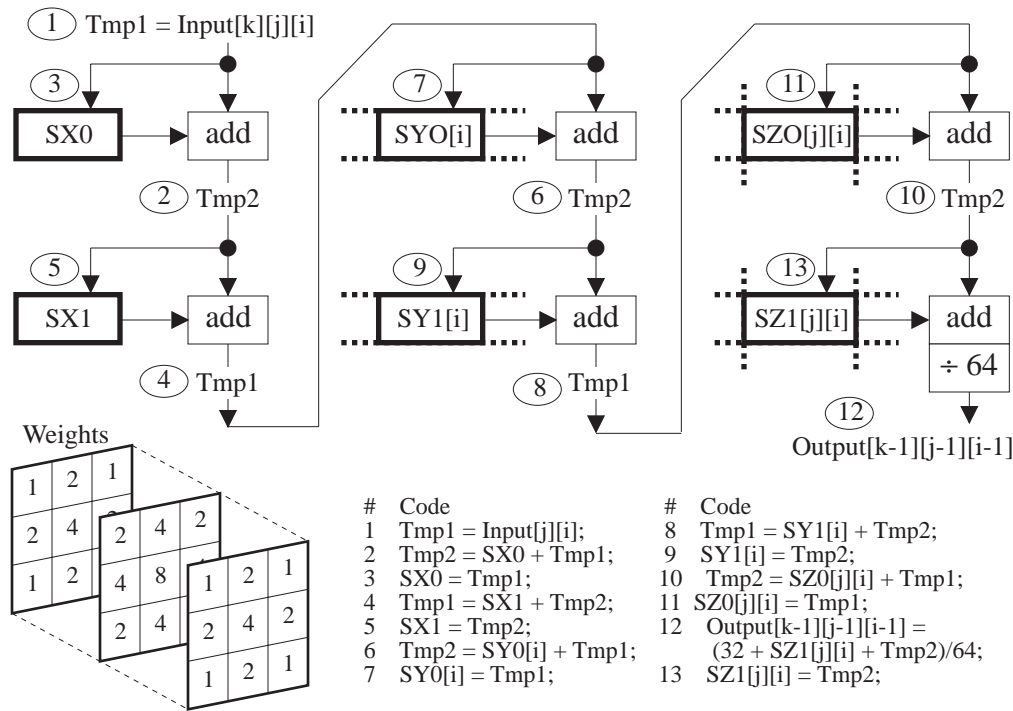 1 Tmp1 = Input[k][j][i]
3
SX0
add
2 Tmp2
5
SX1
add
4 Tmp1
7
SYO[i]
add
6 Tmp2
9
SY1[i]
add
8 Tmp1
11
SZO[j][i]
add
10 Tmp2
13
SZ1[j][i]
add
÷ 64
12
Output[k-1][j-1][i-1]
Weights
1 2 1
2 4
1 2
2 4 2
4 8
2 4
1 2 1
2 4 2
1 2 1
# Code
1 Tmp1 = Input[j][i];
2 Tmp2 = SX0 + Tmp1;
3 SX0 = Tmp1;
4 Tmp1 = SX1 + Tmp2;
5 SX1 = Tmp2;
6 Tmp2 = SY0[i] + Tmp1;
7 SY0[i] = Tmp1;
# Code
8 Tmp1 = SY1[i] + Tmp2;
9 SY1[i] = Tmp2;
10 Tmp2 = SZ0[j][i] + Tmp1;
11 SZ0[j][i] = Tmp1;
12 Output[k-1][j-1][i-1] =
(32 + SZ1[j][i] + Tmp2)/64;
13 SZ1[j][i] = Tmp2;